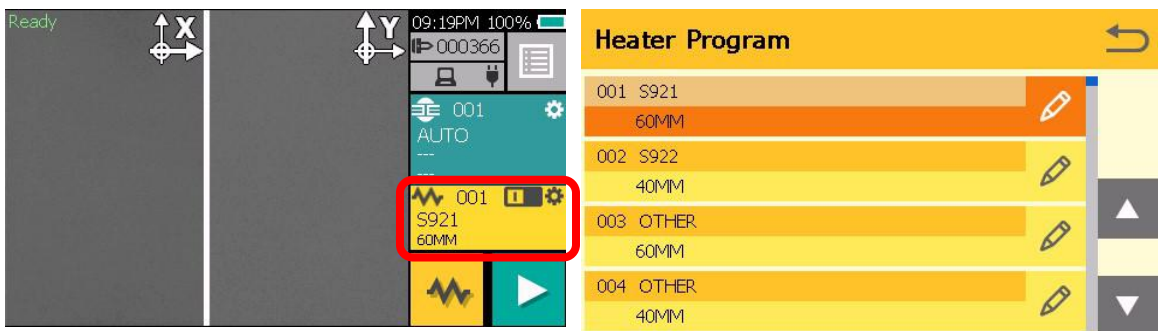 Ready
X
Y
09:19PM 100%
000366
001
AUTO
---
---
001
S921
60MM
Heater Program
001 S921
60MM
002 S922
40MM
003 OTHER
60MM
004 OTHER
40MM